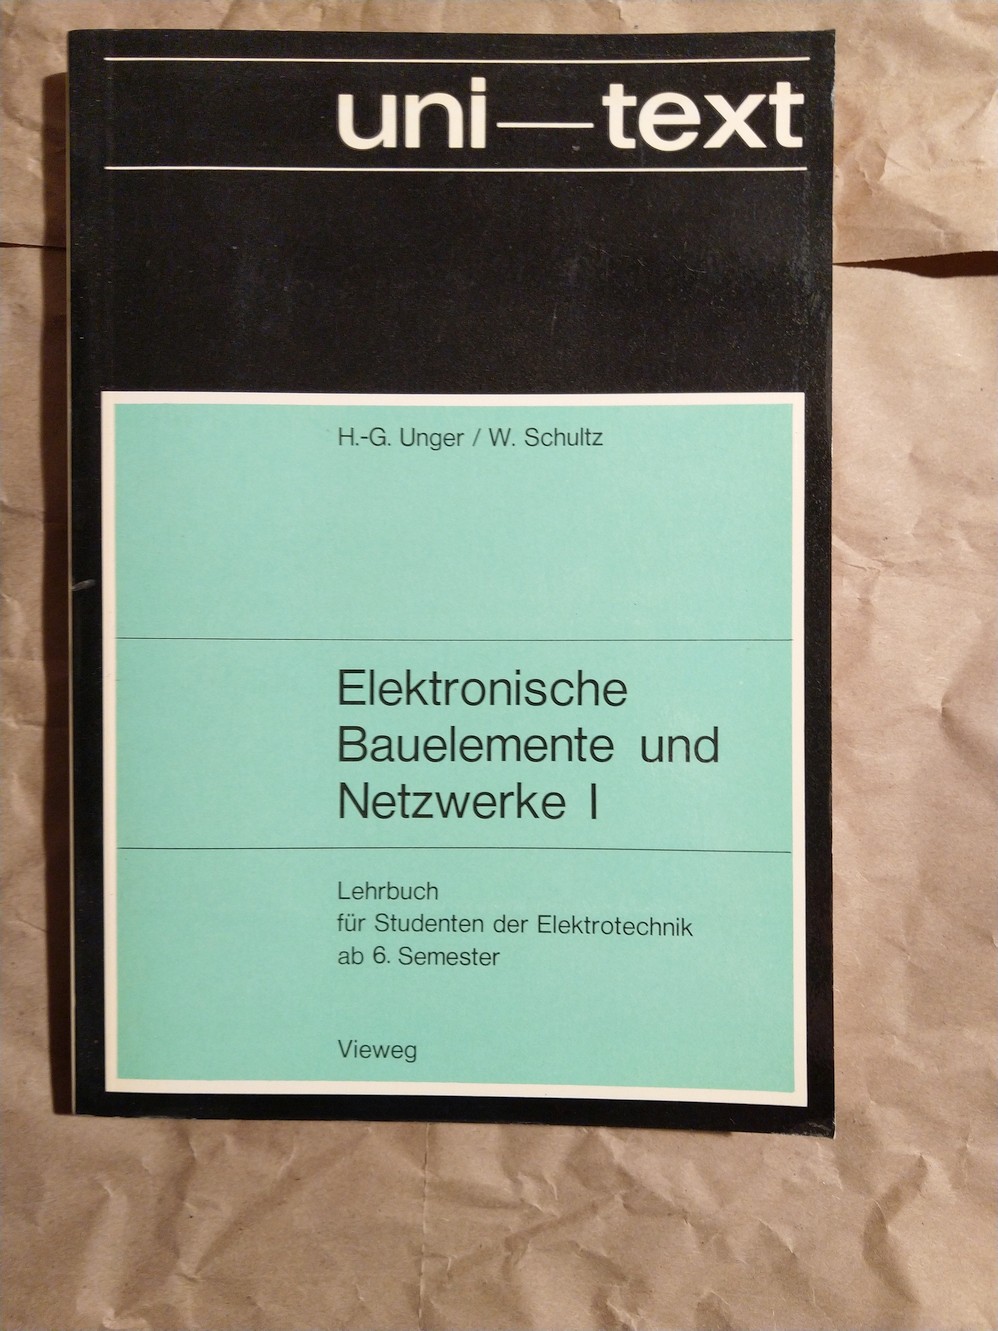 uni—text
H.-G. Unger / W. Schultz
Elektronische
Bauelemente und
Netzwerke I
Lehrbuch
für Studenten der Elektrotechnik
ab 6. Semester
Vieweg